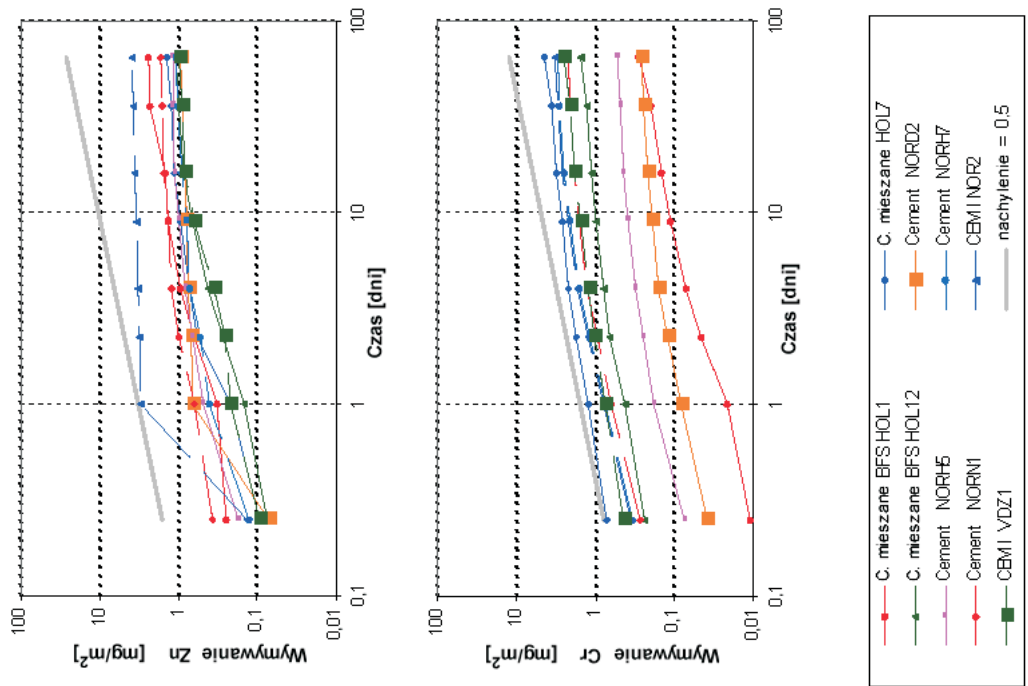 Wymywanie Zn [mg/m²]
100
10
1
0,1
0,01
0,1
1
10
100
Czas [dni]
Wymywanie Cr [mg/m²]
100
10
1
0,1
0,01
0,1
1
10
100
Czas [dni]
C. mieszane BFS HOL1
C. mieszane HOL7
C. mieszane BFS HOL12
Cement NORD2
Cement NORH5
Cement NORH7
Cement NORN1
CEM I NOR2
CEM I VDZ1
nachylenie = 0,5